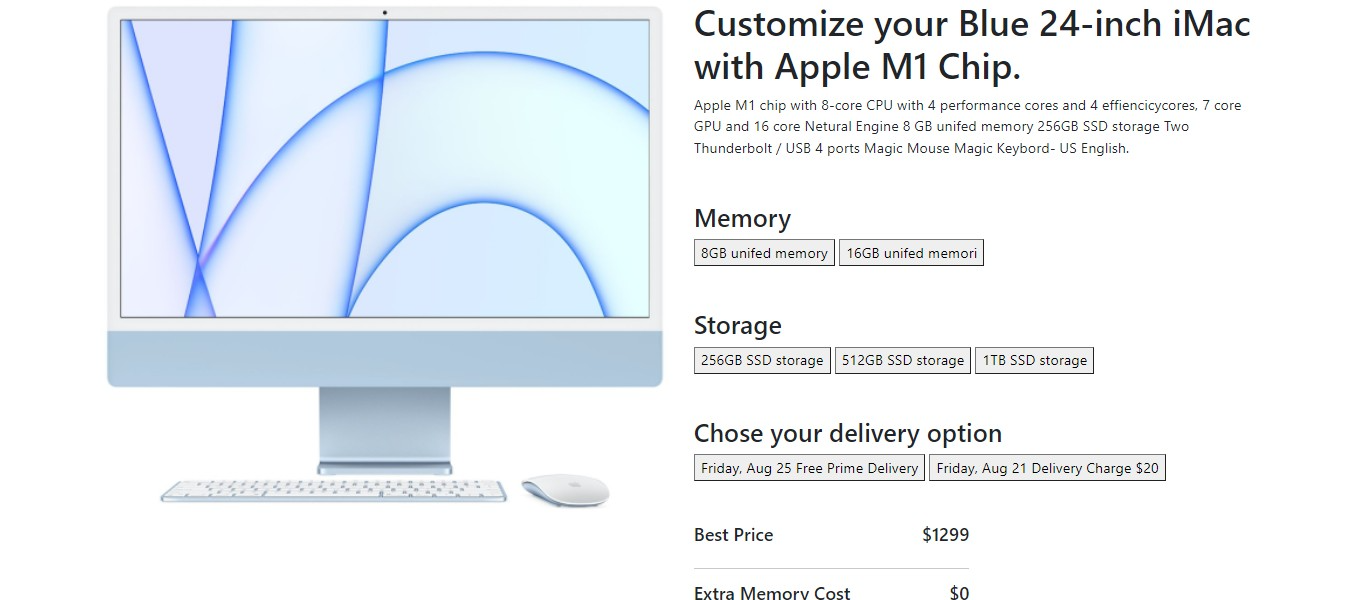 Customize your Blue 24-inch iMac
with Apple M1 Chip.
Apple M1 chip with 8-core CPU with 4 performance cores and 4 effiencicycores, 7 core
GPU and 16 core Netural Engine 8 GB unifed memory 256GB SSD storage Two
Thunderbolt / USB 4 ports Magic Mouse Magic Keybord- US English.
Memory
8GB unifed memory 16GB unifed memori
Storage
256GB SSD storage 512GB SSD storage 1TB SSD storage
Chose your delivery option
Friday, Aug 25 Free Prime Delivery Friday, Aug 21 Delivery Charge $20
Best Price $1299
Extra Memory Cost $0